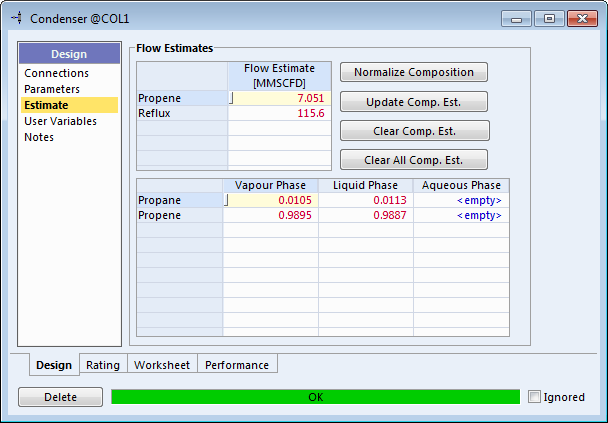 Condenser @COL1
Design
Connections
Parameters
Estimate
User Variables
Notes
Flow Estimates
Flow Estimate
[MMSCFD]
Propene 7.051
Reflux 115.6
Normalize Composition
Update Comp. Est.
Clear Comp. Est.
Clear All Comp. Est.
Vapour Phase Liquid Phase Aqueous Phase
Propane 0.0105 0.0113 <empty>
Propene 0.9895 0.9887 <empty>
Design Rating Worksheet Performance
Delete OK Ignored